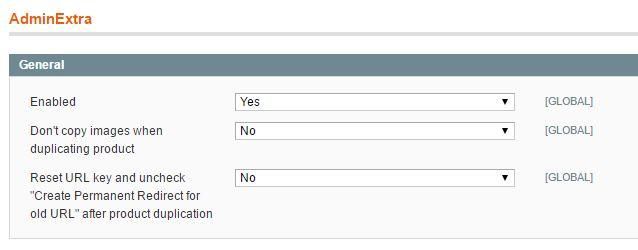 AdminExtra
General
Enabled
Yes
[GLOBAL]
Don't copy images when
duplicating product
No
[GLOBAL]
Reset URL key and uncheck
"Create Permanent Redirect for
old URL" after product duplication
No
[GLOBAL]